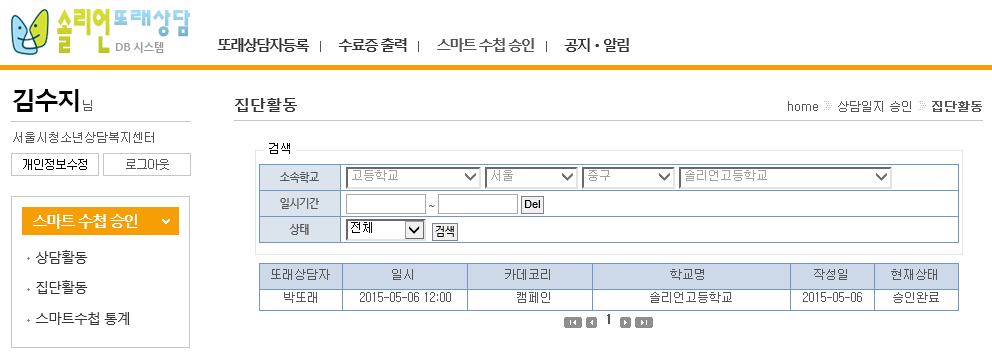 솔리언또래상담
DB 시스템
또래상담자등록 | 수료증 출력 | 스마트 수첩 승인 | 공지·알림
김수지님
서울시청소년상담복지센터
개인정보수정 로그아웃
스마트 수첩 승인
상담활동
집단활동
스마트수첩 통계
집단활동
home 상담일지 승인 집단활동
검색
소속학교 고등학교 서울 중구 솔리언고등학교
일시기간 ~ Del
상태 전체 검색
또래상담자 일시 카데코리 학교명 작성일 현재상태
박또래 2015-05-06 12:00 캠페인 솔리언고등학교 2015-05-06 승인완료
1